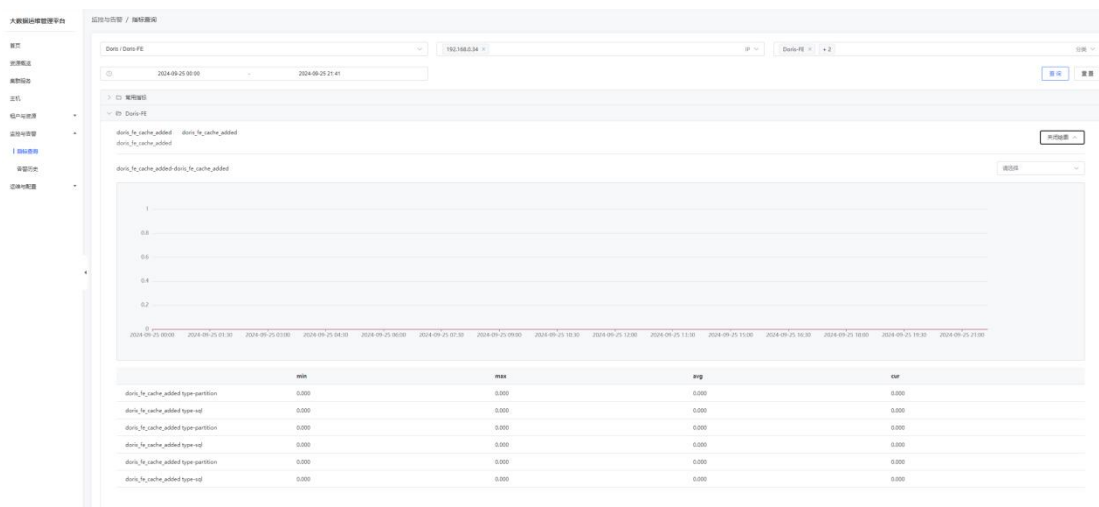 大数据运维管理平台
监控与告警 / 指标查询
首页
资源概览
集群服务
主机
租户与资源
监控与告警
指标查询
告警历史
运维与配置
Doris / Doris-FE
192.168.0.34 ×
IP
Doris-FE × + 2
分类
2024-09-25 00:00 - 2024-09-25 21:41
查询 重置
常用指标
Doris-FE
doris_fe_cache_added doris_fe_cache_added
doris_fe_cache_added
关闭绘图
doris_fe_cache_added-doris_fe_cache_added
请选择
1
0.8
0.6
0.4
0.2
0
2024-09-25 00:00 2024-09-25 01:30 2024-09-25 03:00 2024-09-25 04:30 2024-09-25 06:00 2024-09-25 07:30 2024-09-25 09:00 2024-09-25 10:30 2024-09-25 12:00 2024-09-25 13:30 2024-09-25 15:00 2024-09-25 16:30 2024-09-25 18:00 2024-09-25 19:30 2024-09-25 21:00
min max avg cur
doris_fe_cache_added type-partition 0.000 0.000 0.000 0.000
doris_fe_cache_added type-sql 0.000 0.000 0.000 0.000
doris_fe_cache_added type-partition 0.000 0.000 0.000 0.000
doris_fe_cache_added type-sql 0.000 0.000 0.000 0.000
doris_fe_cache_added type-partition 0.000 0.000 0.000 0.000
doris_fe_cache_added type-sql 0.000 0.000 0.000 0.000